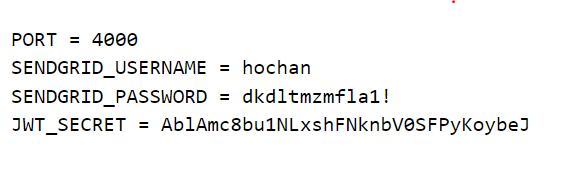 PORT = 4000
SENDGRID_USERNAME = hochan
SENDGRID_PASSWORD = dkdltmzmfla1!
JWT_SECRET = AblAmc8bu1NLxshFNknbV0SFPyKoybeJ